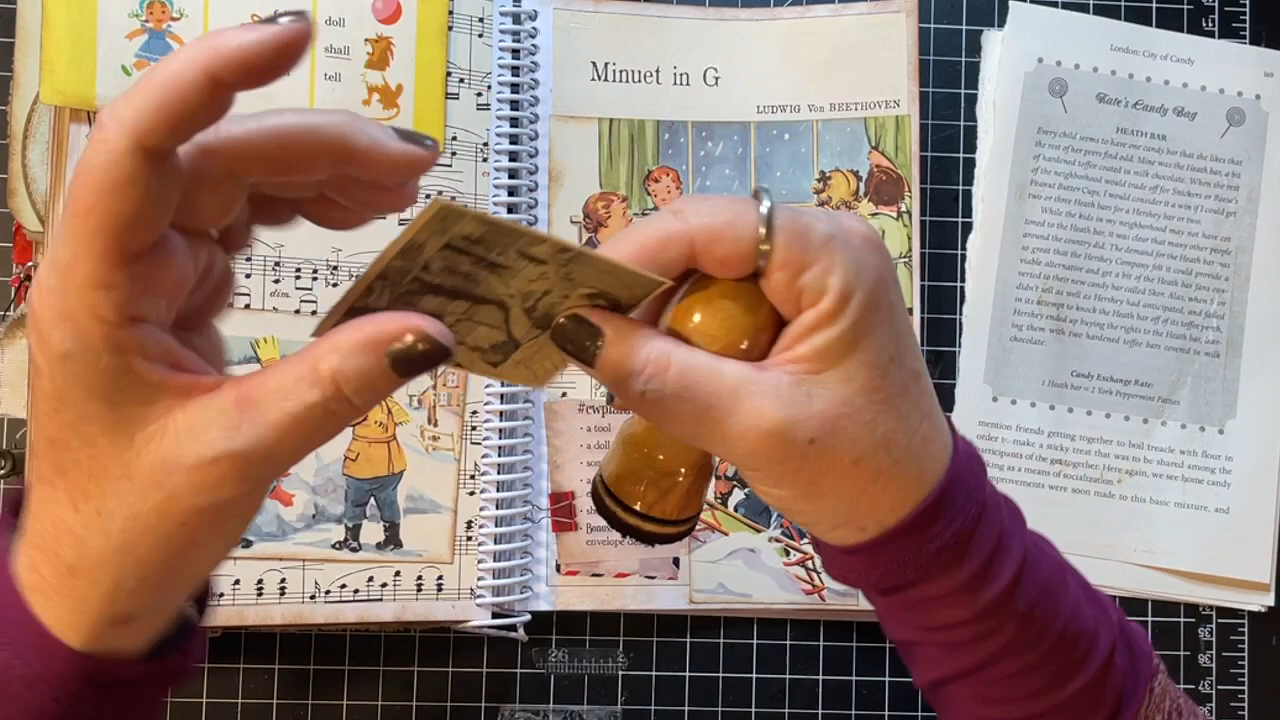 doll
shall
tell
dim.
Minuet in G
LUDWIG Von BEETHOVEN
• a tool
• a doll
Bonus
envelope
London: City of Candy
169
Kate's Candy Bag
HEATH BAR
Every child seems to have one candy bar that she likes that
the rest of her peers find odd. Mine was the Heath bar, a bit
of hardened toffee coated in milk chocolate. When the rest
of the neighborhood would trade off for Snickers or Reese's
Peanut Butter Cups, I would consider it a win if I could get
two or three Heath bars for a Hershey bar or two.
While the kids in my neighborhood may not have cot-
toned to the Heath bar, it was clear that many other people
around the country did. The demand for the Heath bar was
so great that the Hershey Company felt it could provide a
viable alternative and get a bit of the Heath bar fans con-
verted to their new candy bar called Skor. Alas, when Skor
didn't sell as well as Hershey had anticipated, and failed
in its attempt to knock the Heath bar off of its toffee perch,
Hershey ended up buying the rights to the Heath bar, leav-
ing them with two hardened toffee bars covered in milk
chocolate.
Candy Exchange Rate:
1 Heath bar = 2 York Peppermint Patties
mention friends getting together to boil treacle with flour in
order to make a sticky treat that was to be shared among the
participants of the get together. Here again, we see home candy
making as a means of socialization.
improvements were soon made to this basic mixture, and
26
35
36
37